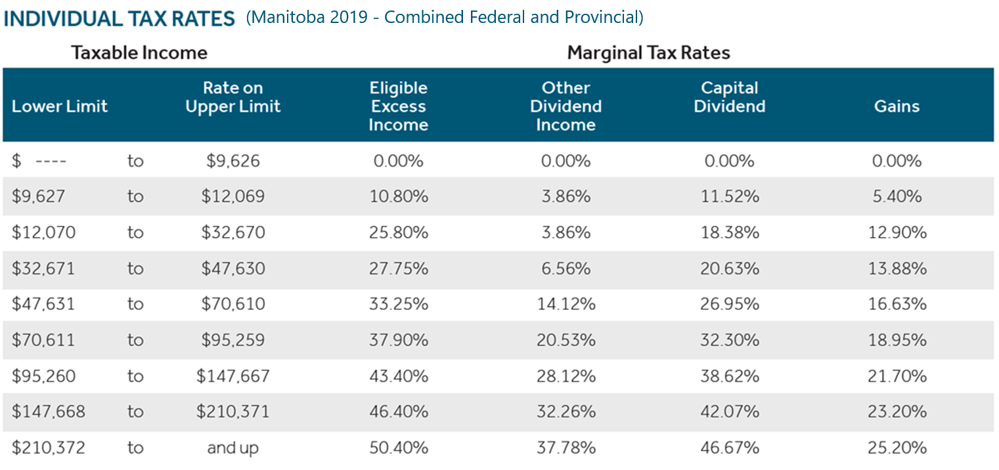 INDIVIDUAL TAX RATES (Manitoba 2019 - Combined Federal and Provincial)
Taxable Income Marginal Tax Rates
Lower Limit Rate on Upper Limit Eligible Excess Income Other Dividend Income Capital Dividend Gains
$ ---- to $9,626 0.00% 0.00% 0.00% 0.00%
$9,627 to $12,069 10.80% 3.86% 11.52% 5.40%
$12,070 to $32,670 25.80% 3.86% 18.38% 12.90%
$32,671 to $47,630 27.75% 6.56% 20.63% 13.88%
$47,631 to $70,610 33.25% 14.12% 26.95% 16.63%
$70,611 to $95,259 37.90% 20.53% 32.30% 18.95%
$95,260 to $147,667 43.40% 28.12% 38.62% 21.70%
$147,668 to $210,371 46.40% 32.26% 42.07% 23.20%
$210,372 to and up 50.40% 37.78% 46.67% 25.20%